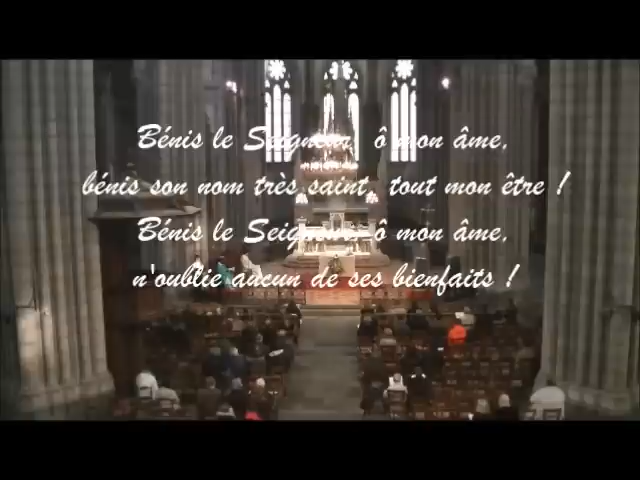 Bénis le Seigneur, ô mon âme,
bénis son nom très saint, tout mon être !
Bénis le Seigneur, ô mon âme,
n'oublie aucun de ses bienfaits !